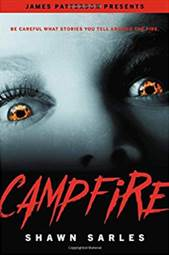 JAMES PATTERSON PRESENTS
BE CAREFUL WHAT STORIES YOU TELL AROUND THE FIRE.
CAMPFIRE
SHAWN SARLES